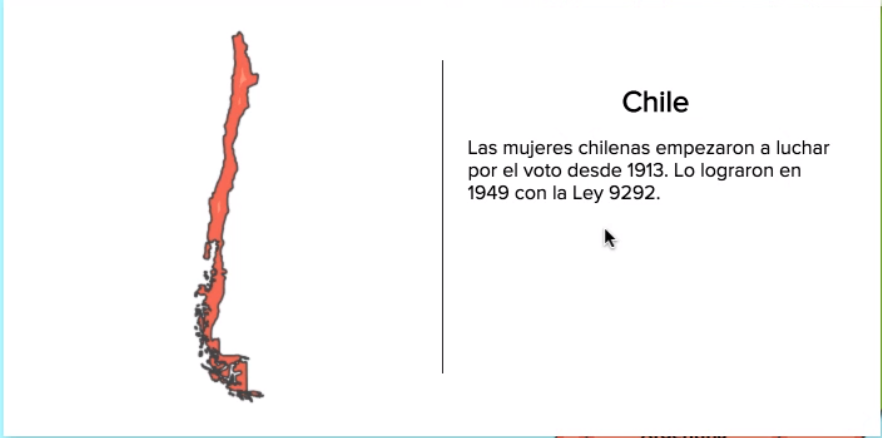 Chile
Las mujeres chilenas empezaron a luchar
por el voto desde 1913. Lo lograron en
1949 con la Ley 9292.